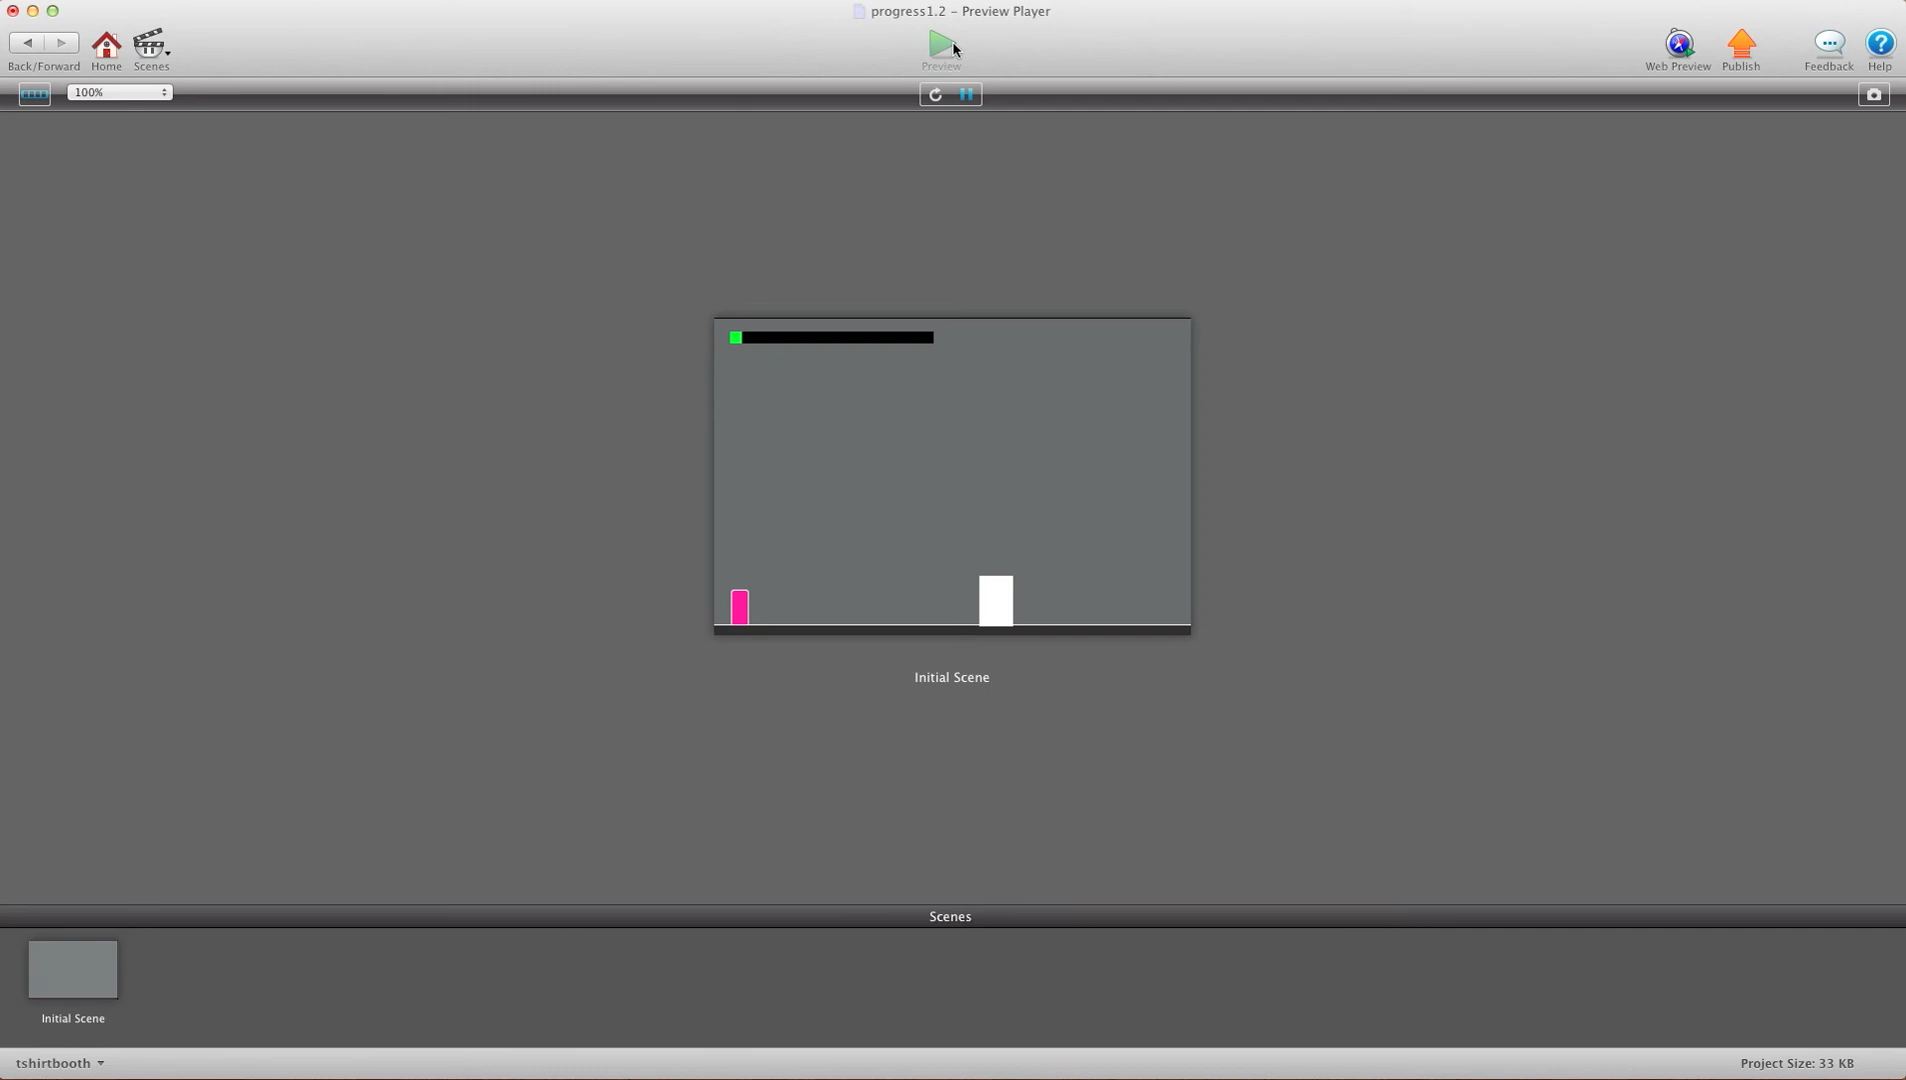 progress1.2 – Preview Player
Back/Forward
Home
Scenes
Preview
Web Preview
Publish
Feedback
Help
100%
Initial Scene
Scenes
Initial Scene
tshirtbooth
Project Size: 33 KB